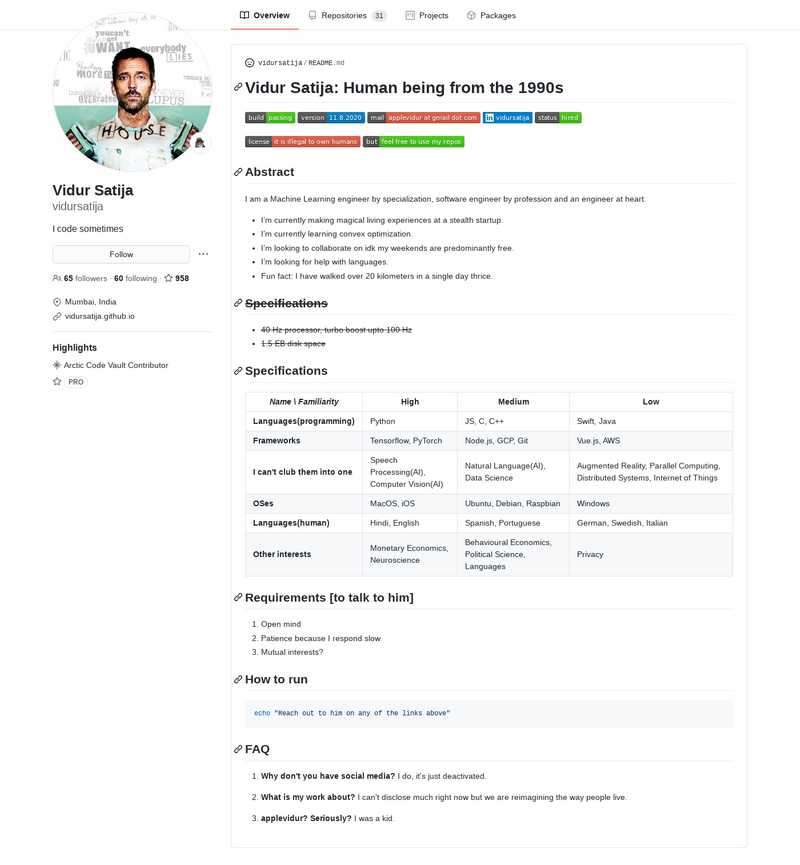 Overview
Repositories 31
Projects
Packages
youcan't
get
WANT everybody
LIES
more
LUPUS
HOUSE
Vidur Satija
vidursatija
I code sometimes
Follow
65 followers · 60 following · 958
Mumbai, India
vidursatija.github.io
Highlights
Arctic Code Vault Contributor
PRO
vidursatija / README.md
Vidur Satija: Human being from the 1990s
build passing version 11.8.2020 mail applevidur at gmail dot com in vidursatija status hired
license it is illegal to own humans but feel free to use my repos
Abstract
I am a Machine Learning engineer by specialization, software engineer by profession and an engineer at heart.
• I'm currently making magical living experiences at a stealth startup.
• I'm currently learning convex optimization.
• I'm looking to collaborate on idk my weekends are predominantly free.
• I'm looking for help with languages.
• Fun fact: I have walked over 20 kilometers in a single day thrice.
Specifications
• 40 Hz processor, turbo boost upto 100 Hz
• 1.5 EB disk space
Specifications
Name \ Familiarity High Medium Low
Languages(programming) Python JS, C, C++ Swift, Java
Frameworks Tensorflow, PyTorch Node.js, GCP, Git Vue.js, AWS
I can't club them into one
Speech
Processing(AI),
Computer Vision(AI)
Natural Language(AI),
Data Science
Augmented Reality, Parallel Computing,
Distributed Systems, Internet of Things
OSes MacOS, iOS Ubuntu, Debian, Raspbian Windows
Languages(human) Hindi, English Spanish, Portuguese German, Swedish, Italian
Other interests
Monetary Economics,
Neuroscience
Behavioural Economics,
Political Science,
Languages
Privacy
Requirements [to talk to him]
1. Open mind
2. Patience because I respond slow
3. Mutual interests?
How to run
echo "Reach out to him on any of the links above"
FAQ
1. Why don't you have social media? I do, it's just deactivated.
2. What is my work about? I can't disclose much right now but we are reimagining the way people live.
3. applevidur? Seriously? I was a kid.